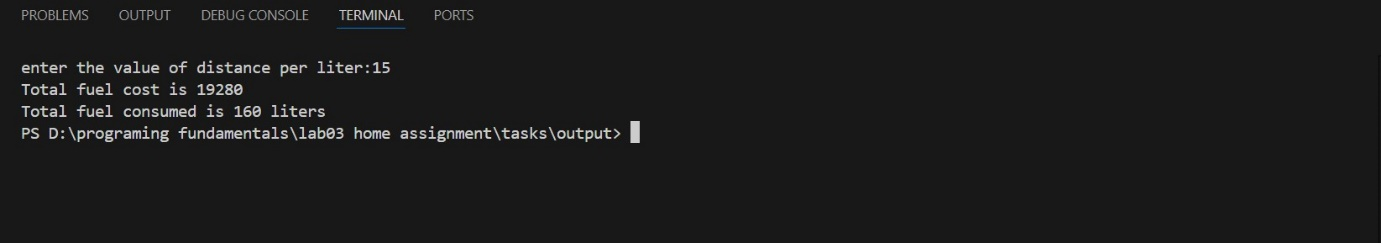 PROBLEMS OUTPUT DEBUG CONSOLE TERMINAL PORTS
enter the value of distance per liter:15
Total fuel cost is 19280
Total fuel consumed is 160 liters
PS D:\programing fundamentals\lab03 home assignment\tasks\output>